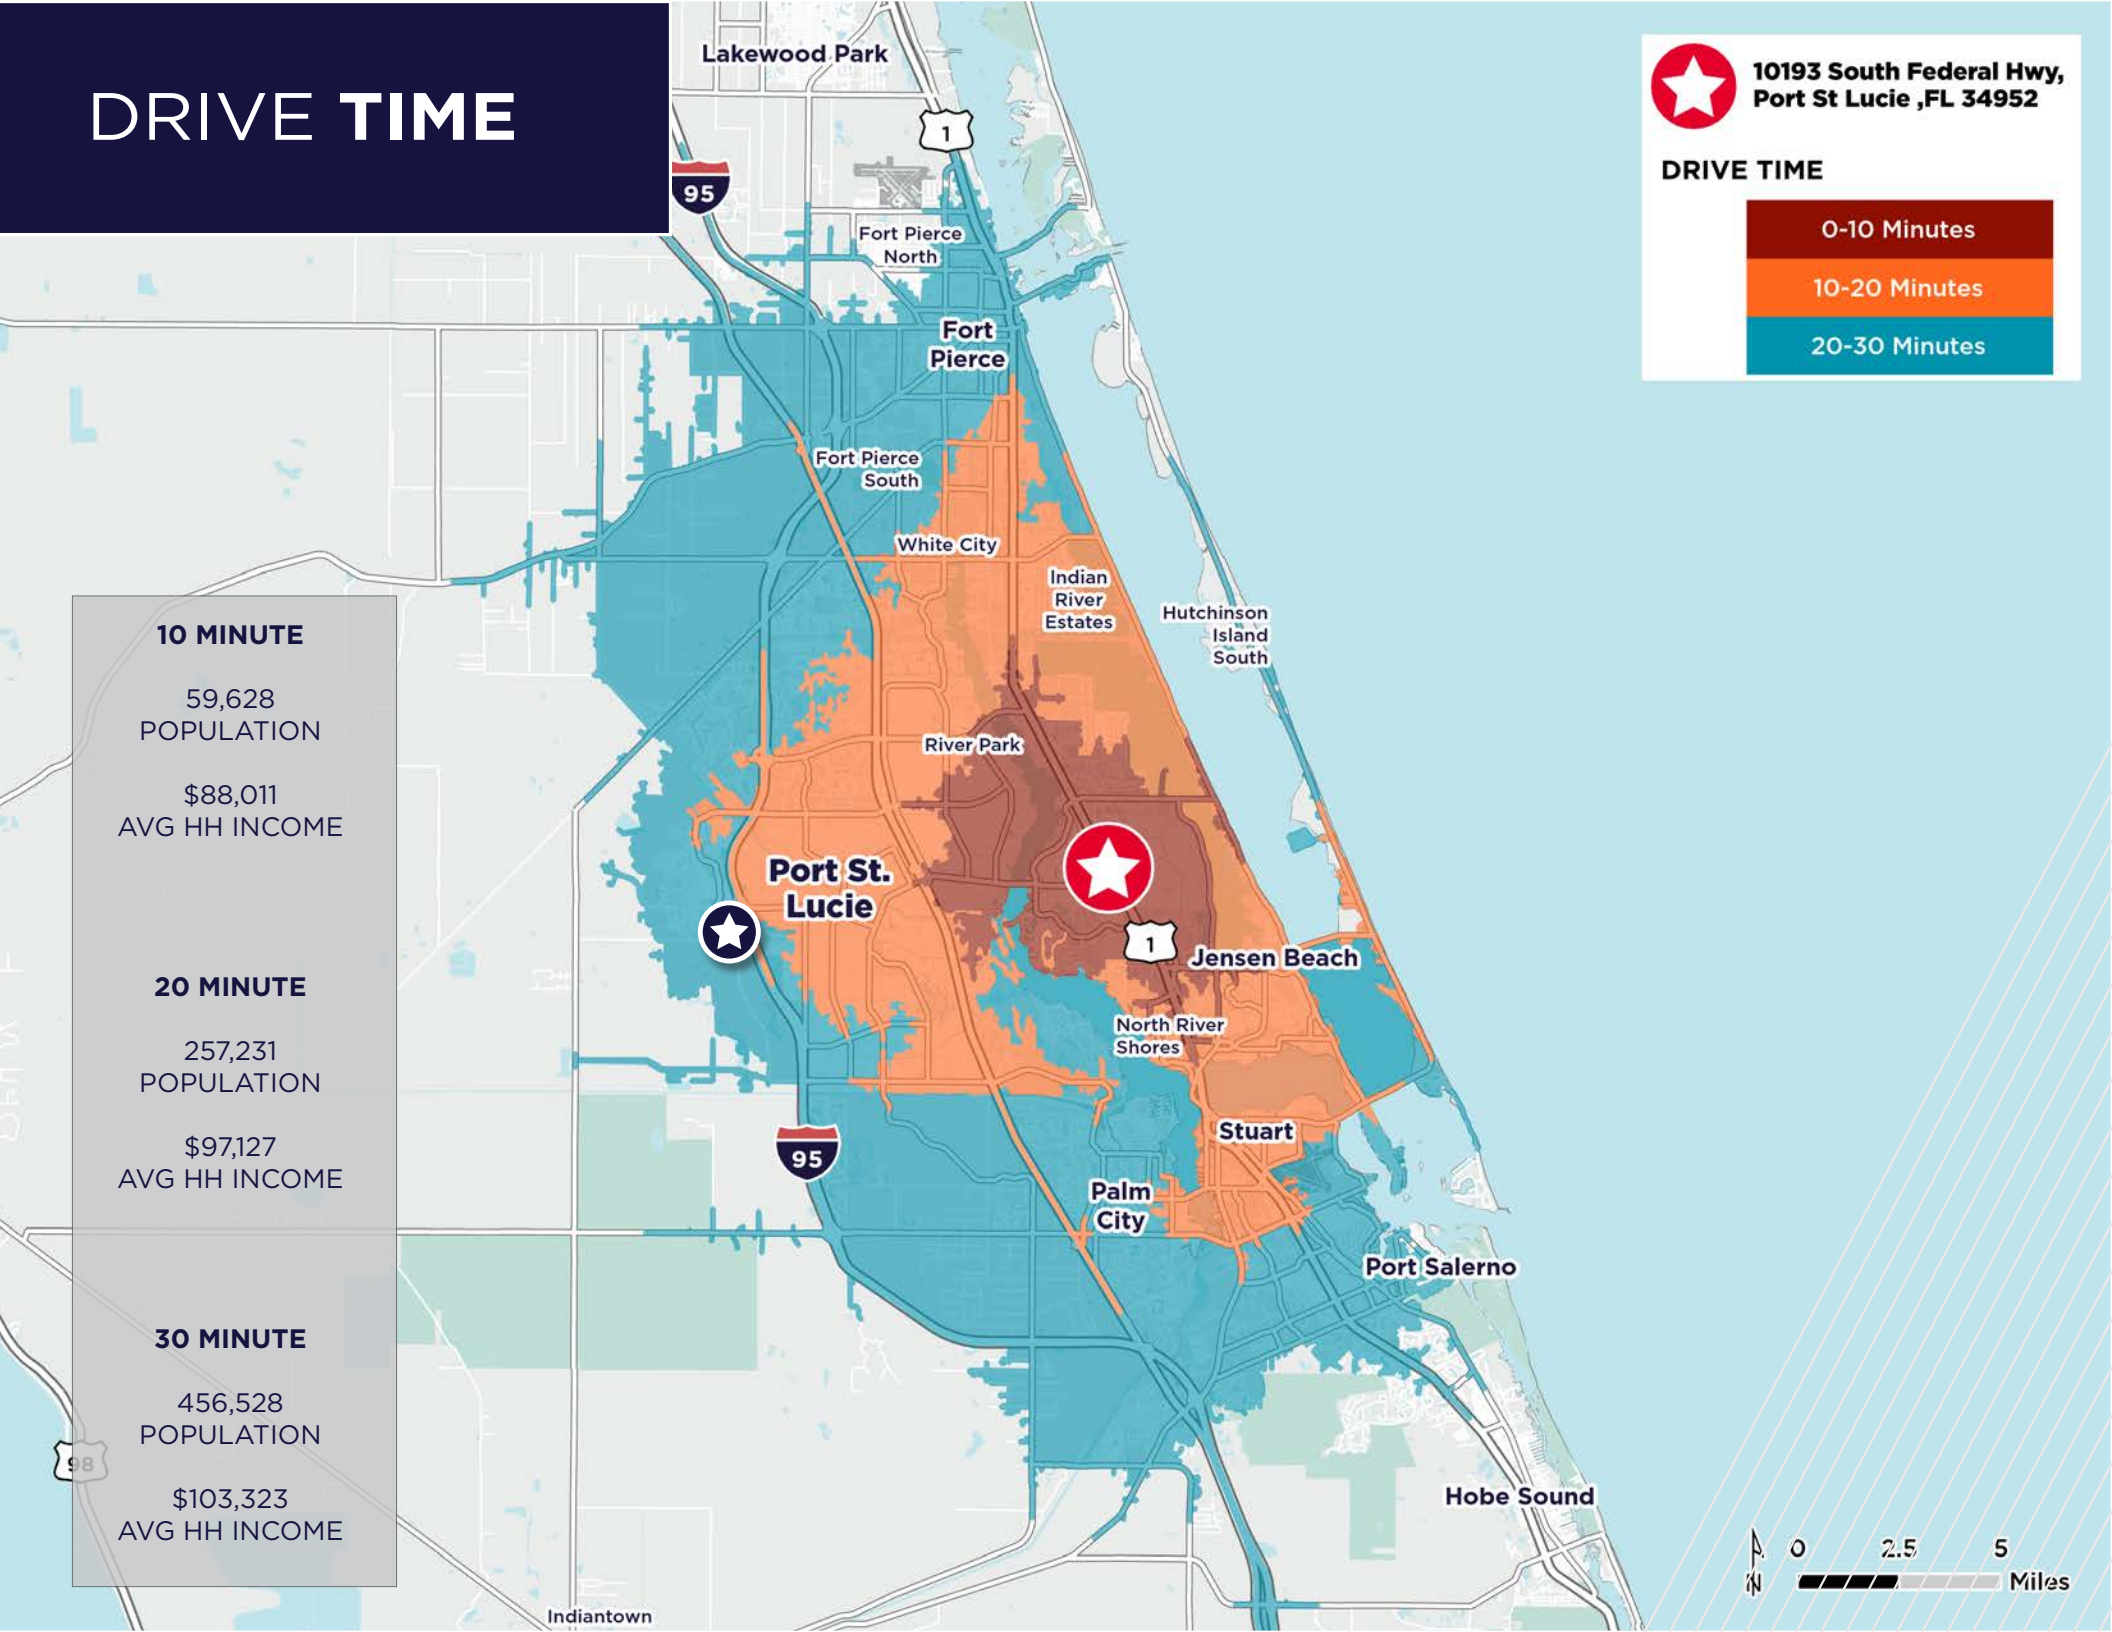 DRIVE TIME
10193 South Federal Hwy,
Port St Lucie ,FL 34952
DRIVE TIME
0-10 Minutes
10-20 Minutes
20-30 Minutes
Lakewood Park
1
95
Fort Pierce
North
Fort
Pierce
Fort Pierce
South
White City
Indian
River
Estates
Hutchinson
Island
South
River Park
Port St.
Lucie
1
Jensen Beach
North River
Shores
Stuart
95
Palm
City
Port Salerno
Hobe Sound
Indiantown
98
10 MINUTE
59,628
POPULATION
$88,011
AVG HH INCOME
20 MINUTE
257,231
POPULATION
$97,127
AVG HH INCOME
30 MINUTE
456,528
POPULATION
$103,323
AVG HH INCOME
N
0 2.5 5
Miles